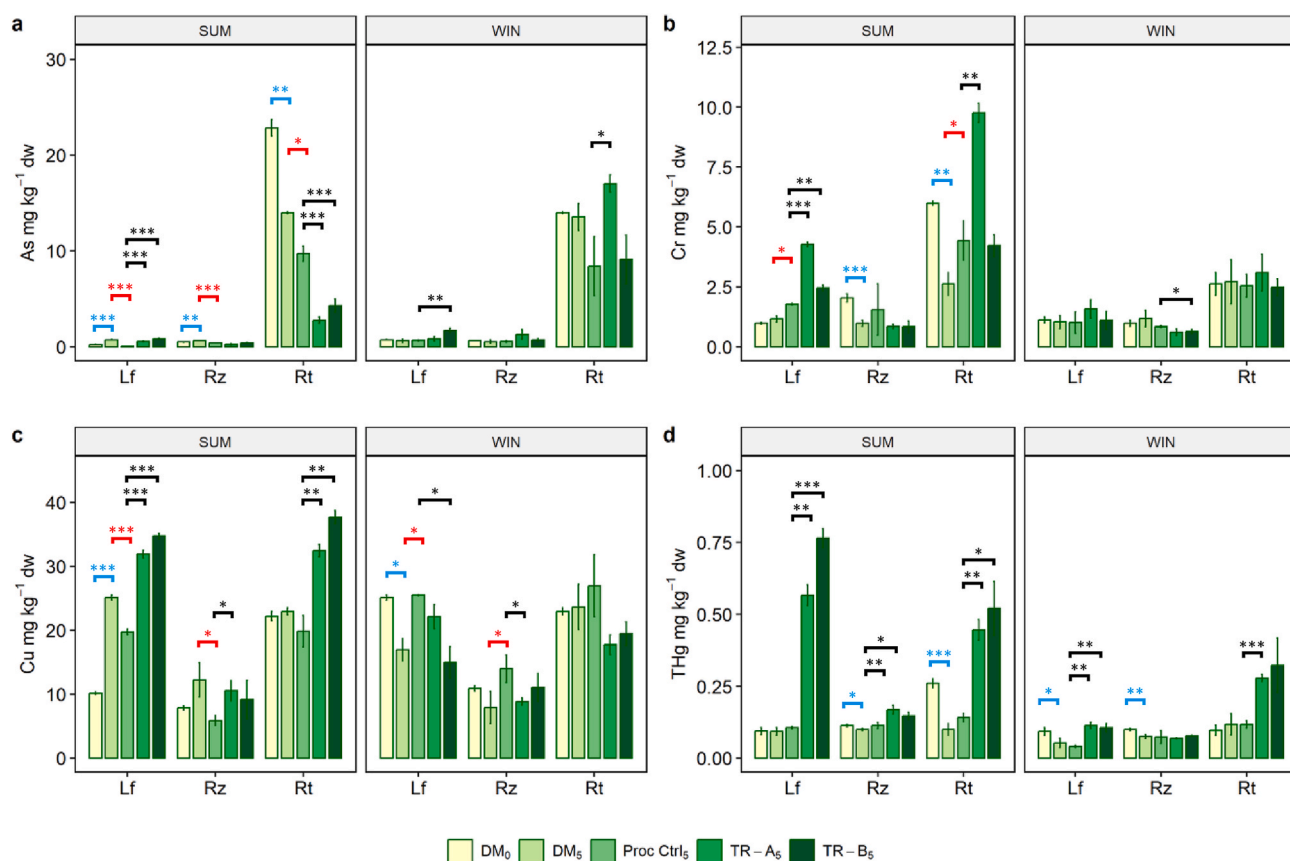 a
SUM
WIN
As mg kg⁻¹ dw
30
20
10
0
** * *** *** *** *** *** *** ** ***
** *
Lf Rz Rt
Lf Rz Rt
b
SUM
WIN
Cr mg kg⁻¹ dw
12.5
10.0
7.5
5.0
2.5
0.0
** * ** ** *** * ***
*
Lf Rz Rt
Lf Rz Rt
c
SUM
WIN
Cu mg kg⁻¹ dw
40
30
20
10
0
*** *** *** *** * * ** **
* * * * *
Lf Rz Rt
Lf Rz Rt
d
SUM
WIN
THg mg kg⁻¹ dw
1.00
0.75
0.50
0.25
0.00
*** ** * ** * *** ** *
* ** ** ** ***
Lf Rz Rt
Lf Rz Rt
DM₀ DM₅ Proc Ctrl₅ TR – A₅ TR – B₅